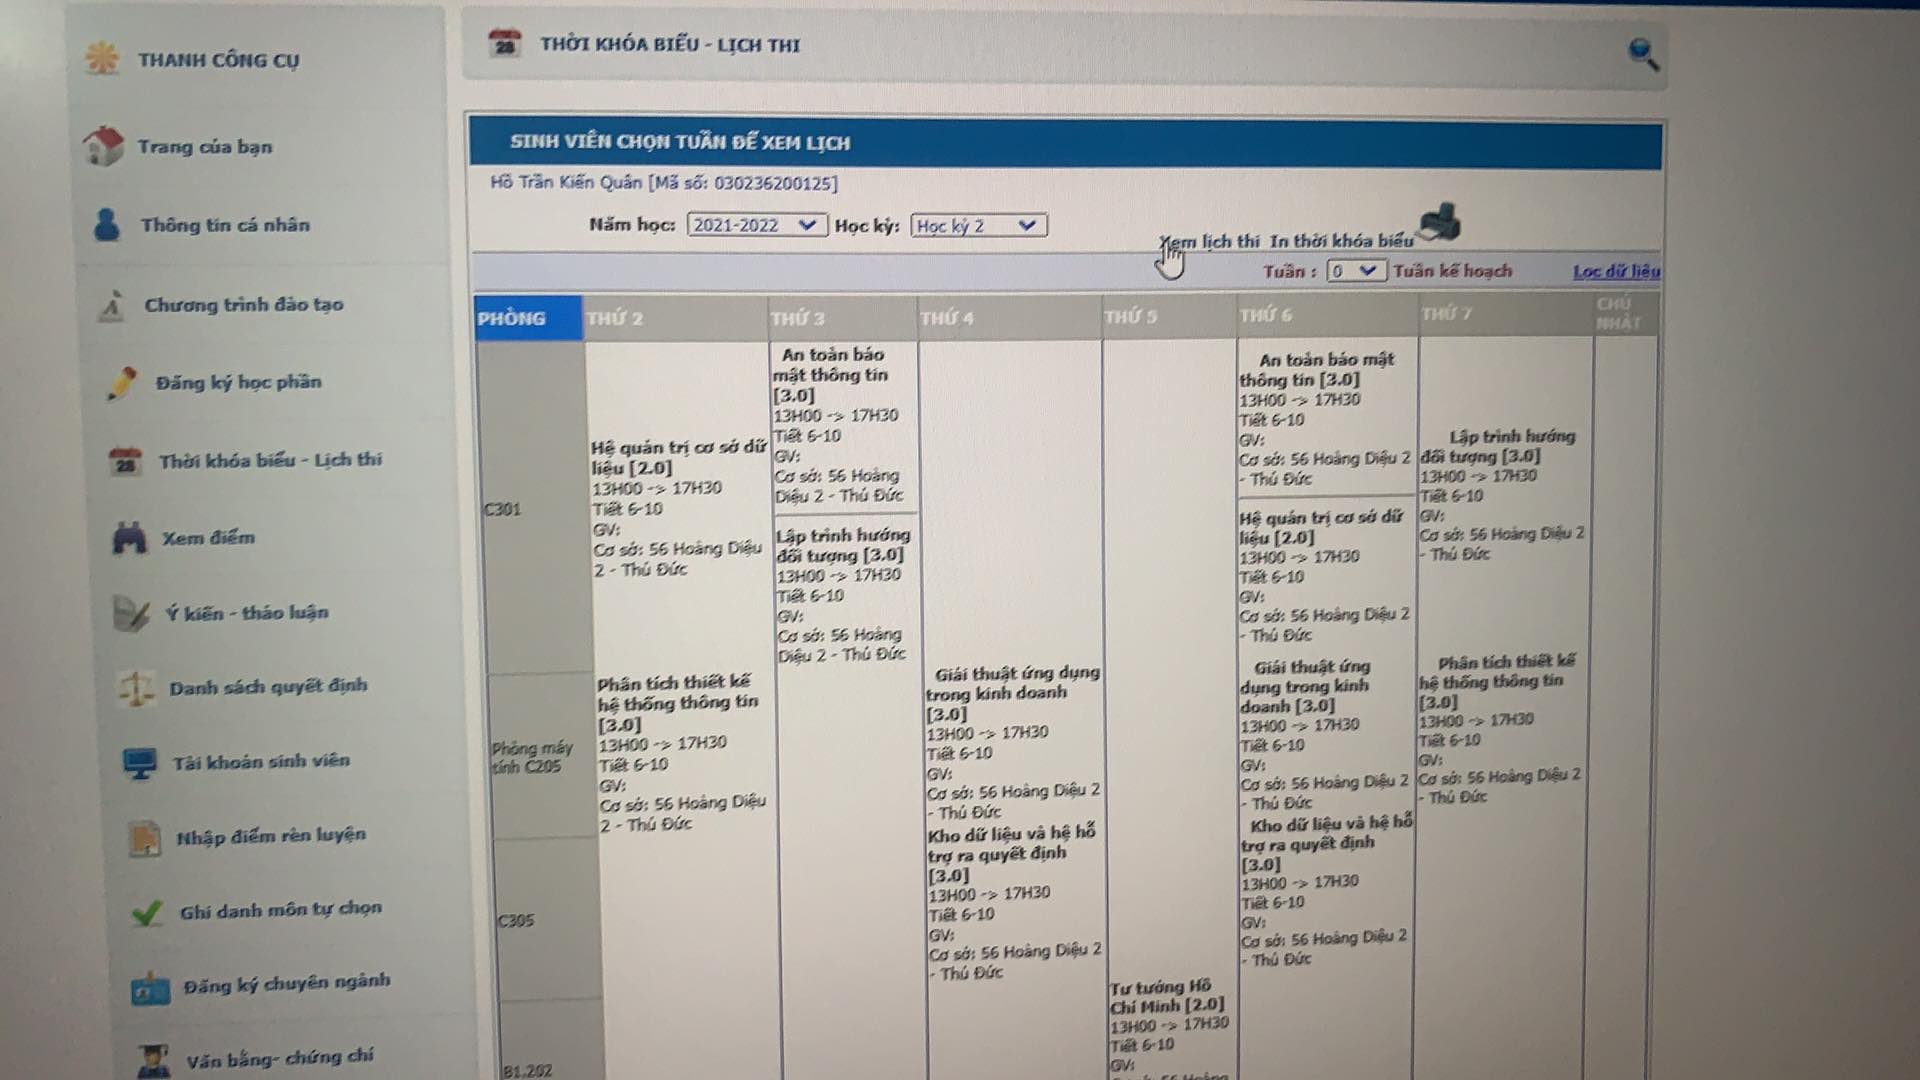 THANH CÔNG CỤ
Trang của bạn
Thông tin cá nhân
Chương trình đào tạo
Đăng ký học phần
Thời khóa biểu - Lịch thi
Xem điểm
Ý kiến - thảo luận
Danh sách quyết định
Tài khoản sinh viên
Nhập điểm rèn luyện
Ghi danh môn tự chọn
Đăng ký chuyên ngành
Văn bằng- chứng chỉ
THỜI KHÓA BIỂU - LỊCH THI
SINH VIÊN CHỌN TUẦN ĐỂ XEM LỊCH
Hồ Trần Kiến Quân [Mã số: 030236200125]
Năm học: 2021-2022 Học kỳ: Học kỳ 2
Xem lịch thi In thời khóa biểu
Tuần : 0 Tuần kế hoạch Lọc dữ liệu
PHÒNG THỨ 2 THỨ 3 THỨ 4 THỨ 5 THỨ 6 THỨ 7 CHỦ
NHẬT
C301
Hệ quản trị cơ sở dữ
liệu [2.0]
13H00 -> 17H30
Tiết 6-10
GV:
Cơ sở: 56 Hoàng Diệu
2 - Thủ Đức
An toàn bảo
mật thông tin
[3.0]
13H00 -> 17H30
Tiết 6-10
GV:
Cơ sở: 56 Hoàng
Diệu 2 - Thủ Đức
Lập trình hướng
đối tượng [3.0]
13H00 -> 17H30
Tiết 6-10
GV:
Cơ sở: 56 Hoàng
Diệu 2 - Thủ Đức
An toàn bảo mật
thông tin [3.0]
13H00 -> 17H30
Tiết 6-10
GV:
Cơ sở: 56 Hoàng Diệu 2
- Thủ Đức
Hệ quản trị cơ sở dữ
liệu [2.0]
13H00 -> 17H30
Tiết 6-10
GV:
Cơ sở: 56 Hoàng Diệu 2
- Thủ Đức
Lập trình hướng
đối tượng [3.0]
13H00 -> 17H30
Tiết 6-10
GV:
Cơ sở: 56 Hoàng Diệu 2
- Thủ Đức
Phòng máy
tính C205
Phân tích thiết kế
hệ thống thông tin
[3.0]
13H00 -> 17H30
Tiết 6-10
GV:
Cơ sở: 56 Hoàng Diệu
2 - Thủ Đức
Giải thuật ứng dụng
trong kinh doanh
[3.0]
13H00 -> 17H30
Tiết 6-10
GV:
Cơ sở: 56 Hoàng Diệu 2
- Thủ Đức
Giải thuật ứng
dụng trong kinh
doanh [3.0]
13H00 -> 17H30
Tiết 6-10
GV:
Cơ sở: 56 Hoàng Diệu 2
- Thủ Đức
Phân tích thiết kế
hệ thống thông tin
[3.0]
13H00 -> 17H30
Tiết 6-10
GV:
Cơ sở: 56 Hoàng Diệu 2
- Thủ Đức
C305
Kho dữ liệu và hệ hỗ
trợ ra quyết định
[3.0]
13H00 -> 17H30
Tiết 6-10
GV:
Cơ sở: 56 Hoàng Diệu 2
- Thủ Đức
Kho dữ liệu và hệ hỗ
trợ ra quyết định
[3.0]
13H00 -> 17H30
Tiết 6-10
GV:
Cơ sở: 56 Hoàng Diệu 2
- Thủ Đức
B1.202
Tư tưởng Hồ
Chí Minh [2.0]
13H00 -> 17H30
Tiết 6-10
GV: